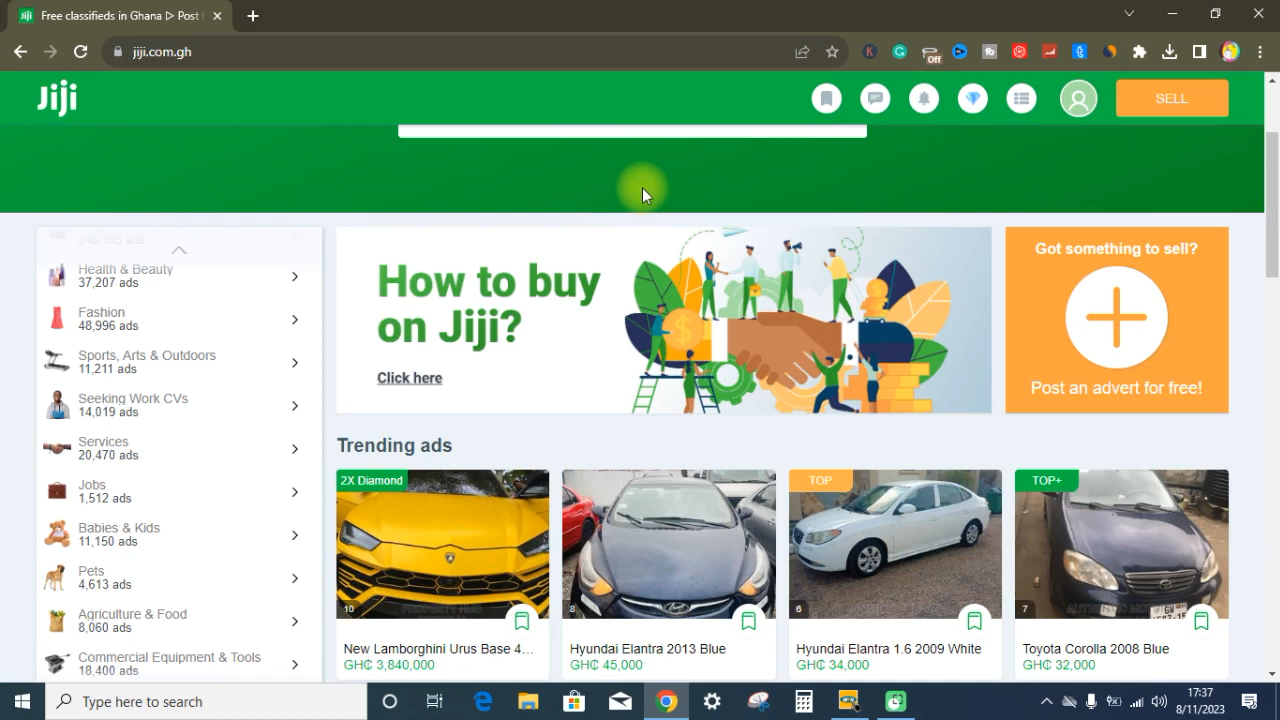 Free classifieds in Ghana ▷ Post
jiji.com.gh
Off
Jiji
SELL
248,155 ads
Health & Beauty
37,207 ads
Fashion
48,996 ads
Sports, Arts & Outdoors
11,211 ads
Seeking Work CVs
14,019 ads
Services
20,470 ads
Jobs
1,512 ads
Babies & Kids
11,150 ads
Pets
4,613 ads
Agriculture & Food
8,060 ads
Commercial Equipment & Tools
18,400 ads
How to buy
on Jiji?
Click here
Got something to sell?
Post an advert for free!
Trending ads
2X Diamond
10
New Lamborghini Urus Base 4...
GH₵ 3,840,000
8
Hyundai Elantra 2013 Blue
GH₵ 45,000
TOP
6
Hyundai Elantra 1.6 2009 White
GH₵ 34,000
TOP+
7
Toyota Corolla 2008 Blue
GH₵ 32,000
Type here to search
17:37
8/11/2023